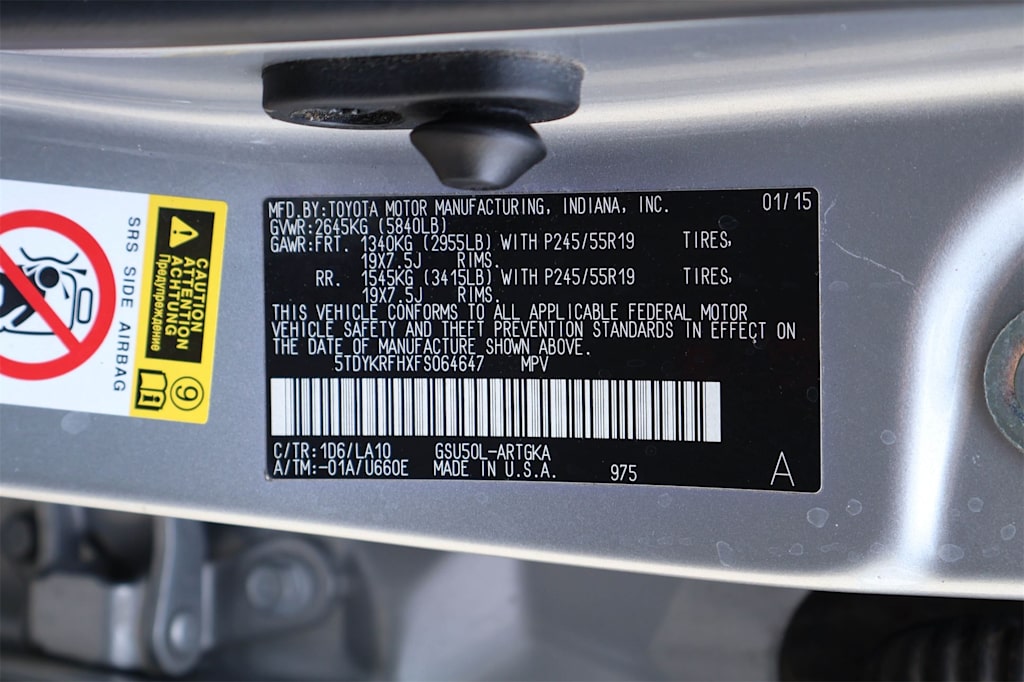 MFD.BY:TOYOTA MOTOR MANUFACTURING, INDIANA, INC. 01/15
GVWR:2645KG (5840LB)
GAWR:FRT. 1340KG (2955LB) WITH P245/55R19 TIRES,
19X7.5J RIMS.
RR. 1545KG (3415LB) WITH P245/55R19 TIRES,
19X7.5J RIMS.
THIS VEHICLE CONFORMS TO ALL APPLICABLE FEDERAL MOTOR
VEHICLE SAFETY AND THEFT PREVENTION STANDARDS IN EFFECT ON
THE DATE OF MANUFACTURE SHOWN ABOVE.
5TDYKRFHXFS064647 MPV
C/TR:1D6/LA10 GSU50L-ARTGKA
A/TM:-01A/U660E MADE IN U.S.A. 975 A
CAUTION
ATTENTION
ACHTUNG
Предупреждение
SRS SIDE AIRBAG
9